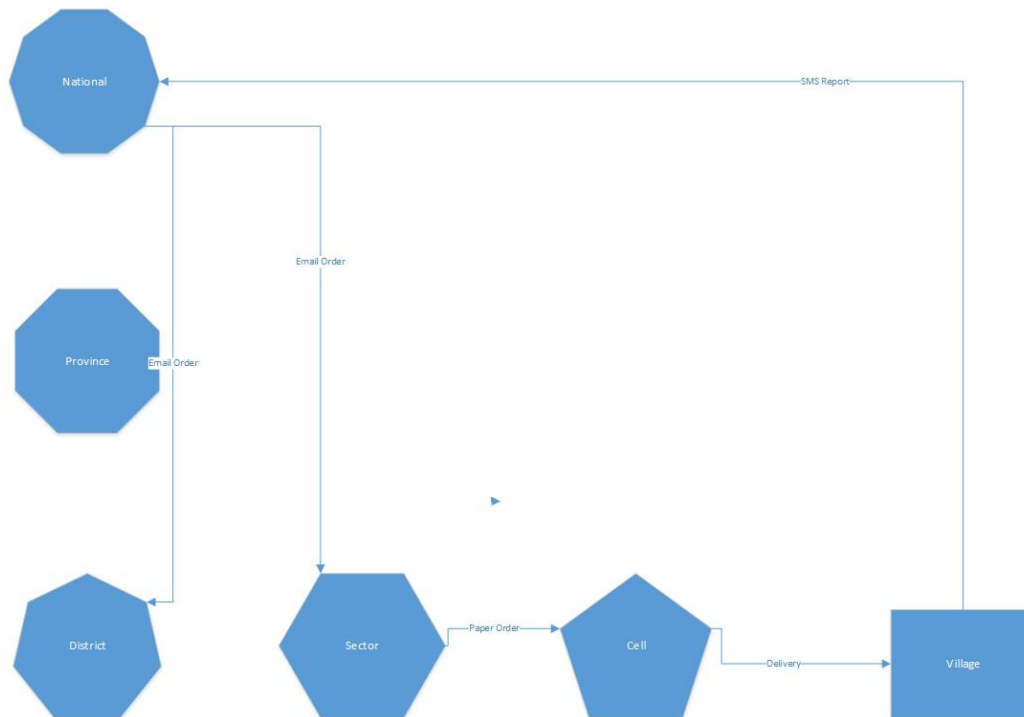 National
SMS Report
Email Order
Province
Email Order
District
Sector
Paper Order
Cell
Delivery
Village